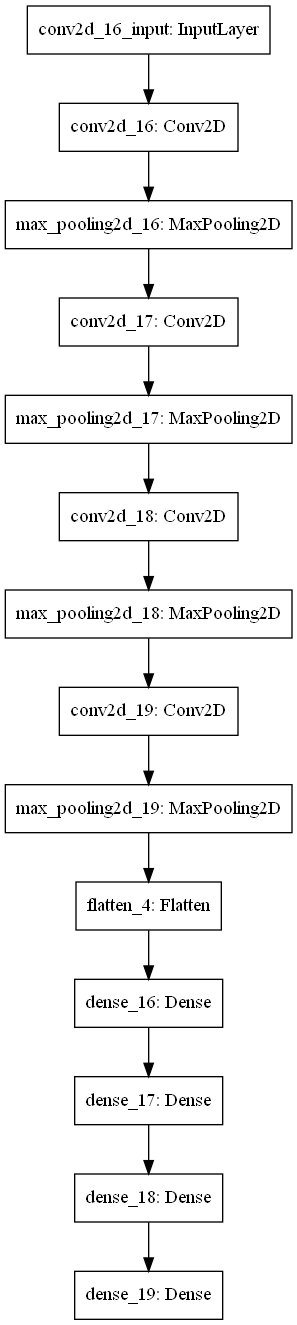 conv2d_16_input: InputLayer
conv2d_16: Conv2D
max_pooling2d_16: MaxPooling2D
conv2d_17: Conv2D
max_pooling2d_17: MaxPooling2D
conv2d_18: Conv2D
max_pooling2d_18: MaxPooling2D
conv2d_19: Conv2D
max_pooling2d_19: MaxPooling2D
flatten_4: Flatten
dense_16: Dense
dense_17: Dense
dense_18: Dense
dense_19: Dense